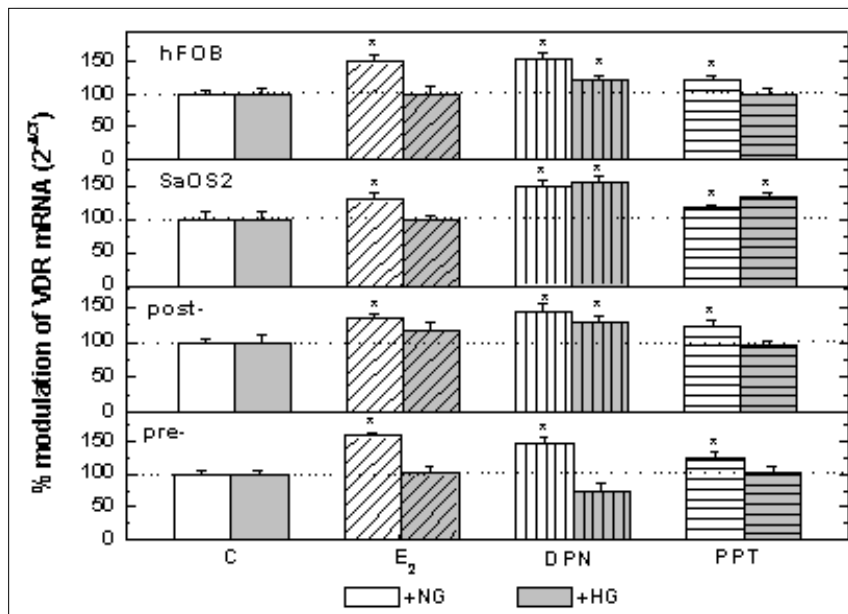 % modulation of VDR mRNA (2^-ΔCT)
hFOB
* * * *
150
100
50
0
SaOS2
* * * * *
150
100
50
0
post-
* * * *
150
100
50
0
pre-
* * *
150
100
50
0
C E₂ DPN PPT
+NG +HG